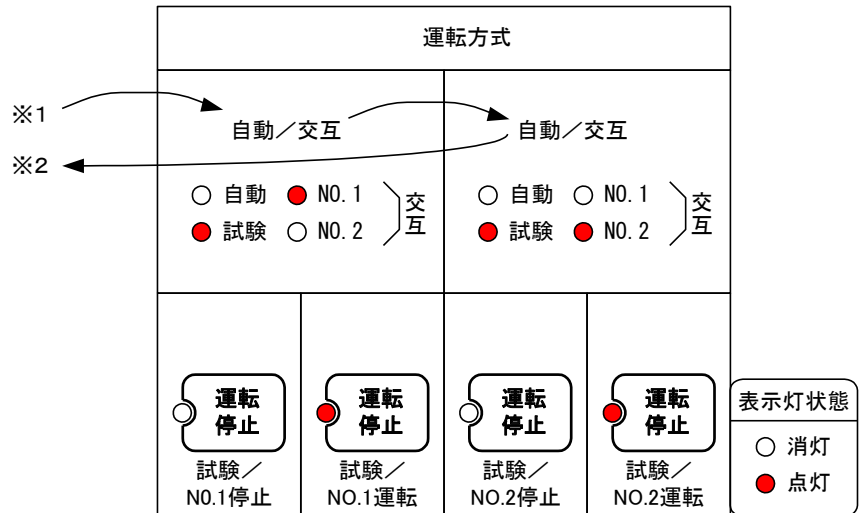 運転方式
※1
※2
自動／交互
自動／交互
自動 NO.1
試験 NO.2
交互
自動 NO.1
試験 NO.2
交互
運転
停止
運転
停止
運転
停止
運転
停止
試験／
NO.1停止
試験／
NO.1運転
試験／
NO.2停止
試験／
NO.2運転
表示灯状態
消灯
点灯